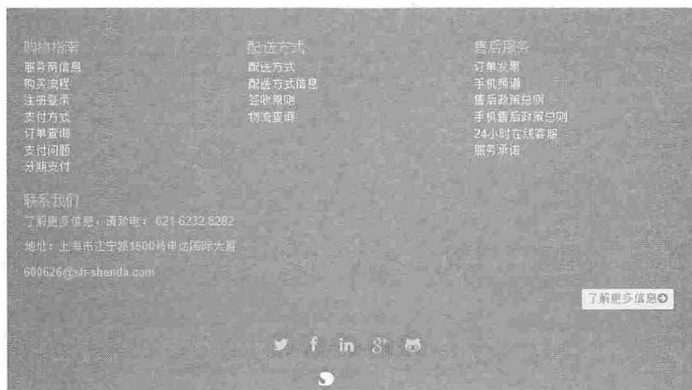 购物指南
服务商信息
购买流程
注册登录
支付方式
订单查询
支付问题
分期支付
配送方式
配送方式
配送方式信息
签收原则
物流查询
售后服务
订单发票
手机频道
售后政策总则
手机售后政策总则
24小时在线客服
服务承诺
联系我们
了解更多信息，请致电： 021-6232-8282
地址：上海市江宁路1500号申达国际大厦
600626@sh-shenda.com
了解更多信息